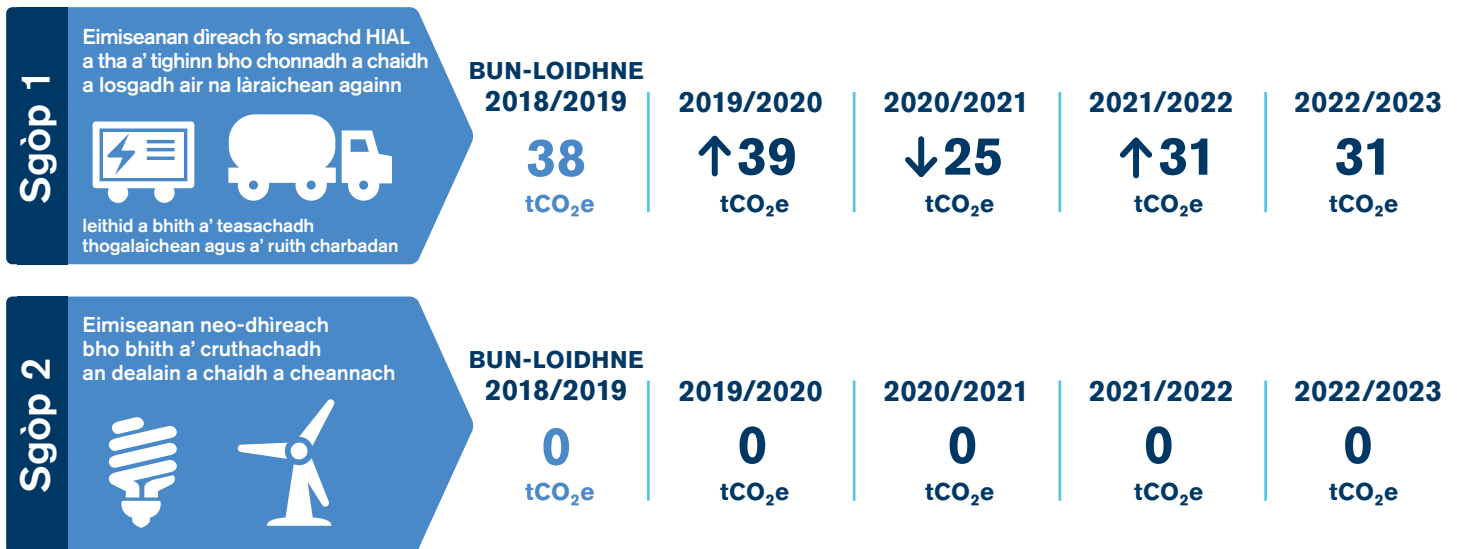 Sgòp 1
Eimiseanan dìreach fo smachd HIAL
a tha a' tighinn bho chonnadh a chaidh
a losgadh air na làraichean againn
leithid a bhith a' teasachadh
thogalaichean agus a' ruith charbadan
BUN-LOIDHNE
2018/2019 2019/2020 2020/2021 2021/2022 2022/2023
38 ↑39 ↓25 ↑31 31
tCO₂e tCO₂e tCO₂e tCO₂e tCO₂e
Sgòp 2
Eimiseanan neo-dhìreach
bho bhith a' cruthachadh
an dealain a chaidh a cheannach
BUN-LOIDHNE
2018/2019 2019/2020 2020/2021 2021/2022 2022/2023
0 0 0 0 0
tCO₂e tCO₂e tCO₂e tCO₂e tCO₂e